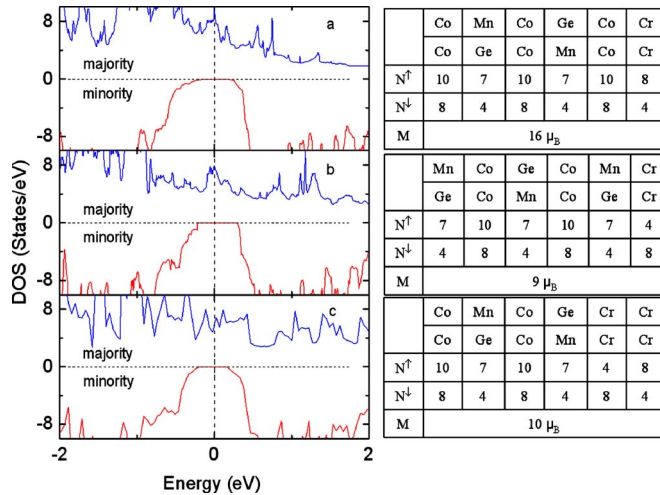 8
0
-8
8
0
-8
8
0
-8
a
majority
minority
b
majority
minority
c
majority
minority
DOS (States/eV)
-2 -1 0 1 2
Energy (eV)
Co Mn Co Ge Co Cr
Co Ge Co Mn Co Cr
N↑ 10 7 10 7 10 8
N↓ 8 4 8 4 8 4
M 16 μB
Mn Co Ge Co Mn Cr
Ge Co Mn Co Ge Cr
N↑ 7 10 7 10 7 4
N↓ 4 8 4 8 4 8
M 9 μB
Co Mn Co Ge Cr Cr
Co Ge Co Mn Cr Cr
N↑ 10 7 10 7 4 8
N↓ 8 4 8 4 8 4
M 10 μB